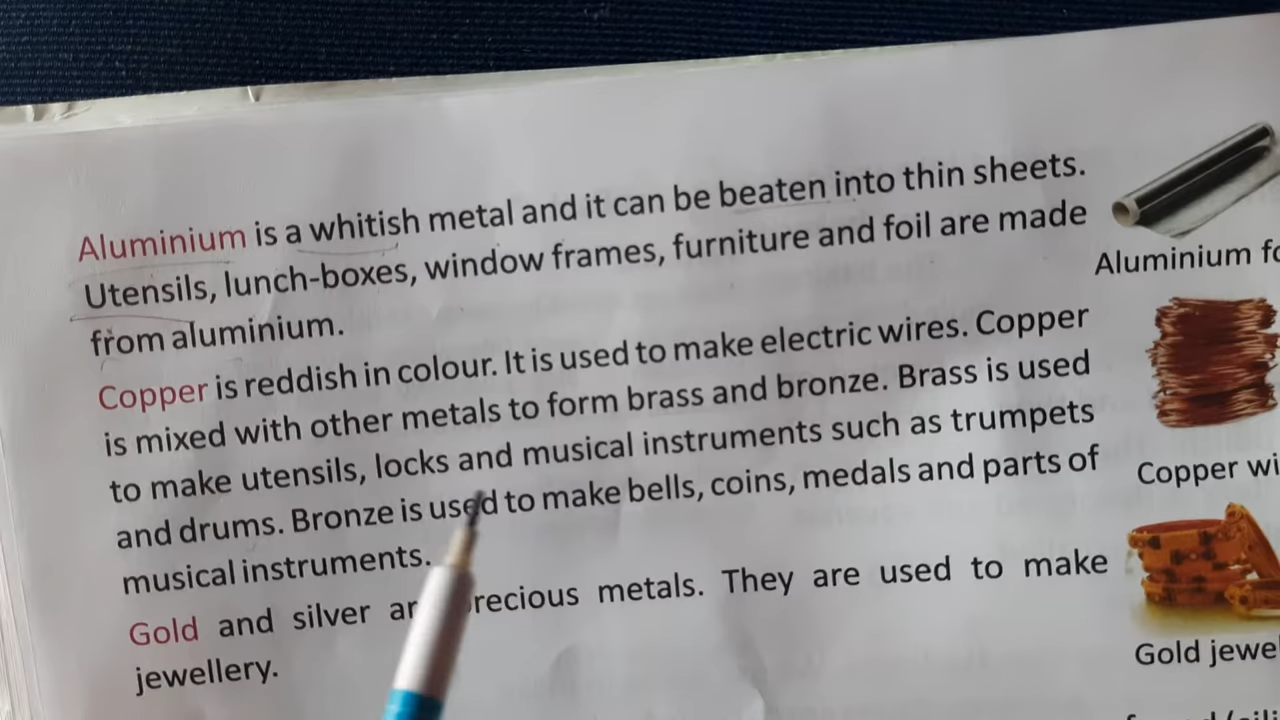 Aluminium is a whitish metal and it can be beaten into thin sheets.
Utensils, lunch-boxes, window frames, furniture and foil are made
from aluminium.
Copper is reddish in colour. It is used to make electric wires. Copper
is mixed with other metals to form brass and bronze. Brass is used
to make utensils, locks and musical instruments such as trumpets
and drums. Bronze is used to make bells, coins, medals and parts of
musical instruments.
Gold and silver recious metals. They are used to make
jewellery.
Aluminium fo
Copper wi
Gold jewe